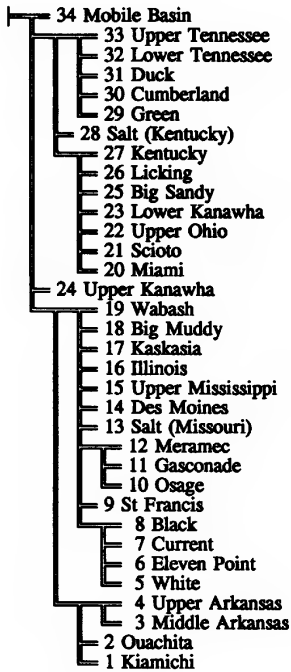 34 Mobile Basin
33 Upper Tennessee
32 Lower Tennessee
31 Duck
30 Cumberland
29 Green
28 Salt (Kentucky)
27 Kentucky
26 Licking
25 Big Sandy
23 Lower Kanawha
22 Upper Ohio
21 Scioto
20 Miami
24 Upper Kanawha
19 Wabash
18 Big Muddy
17 Kaskasia
16 Illinois
15 Upper Mississippi
14 Des Moines
13 Salt (Missouri)
12 Meramec
11 Gasconade
10 Osage
9 St Francis
8 Black
7 Current
6 Eleven Point
5 White
4 Upper Arkansas
3 Middle Arkansas
2 Ouachita
1 Kiamichi